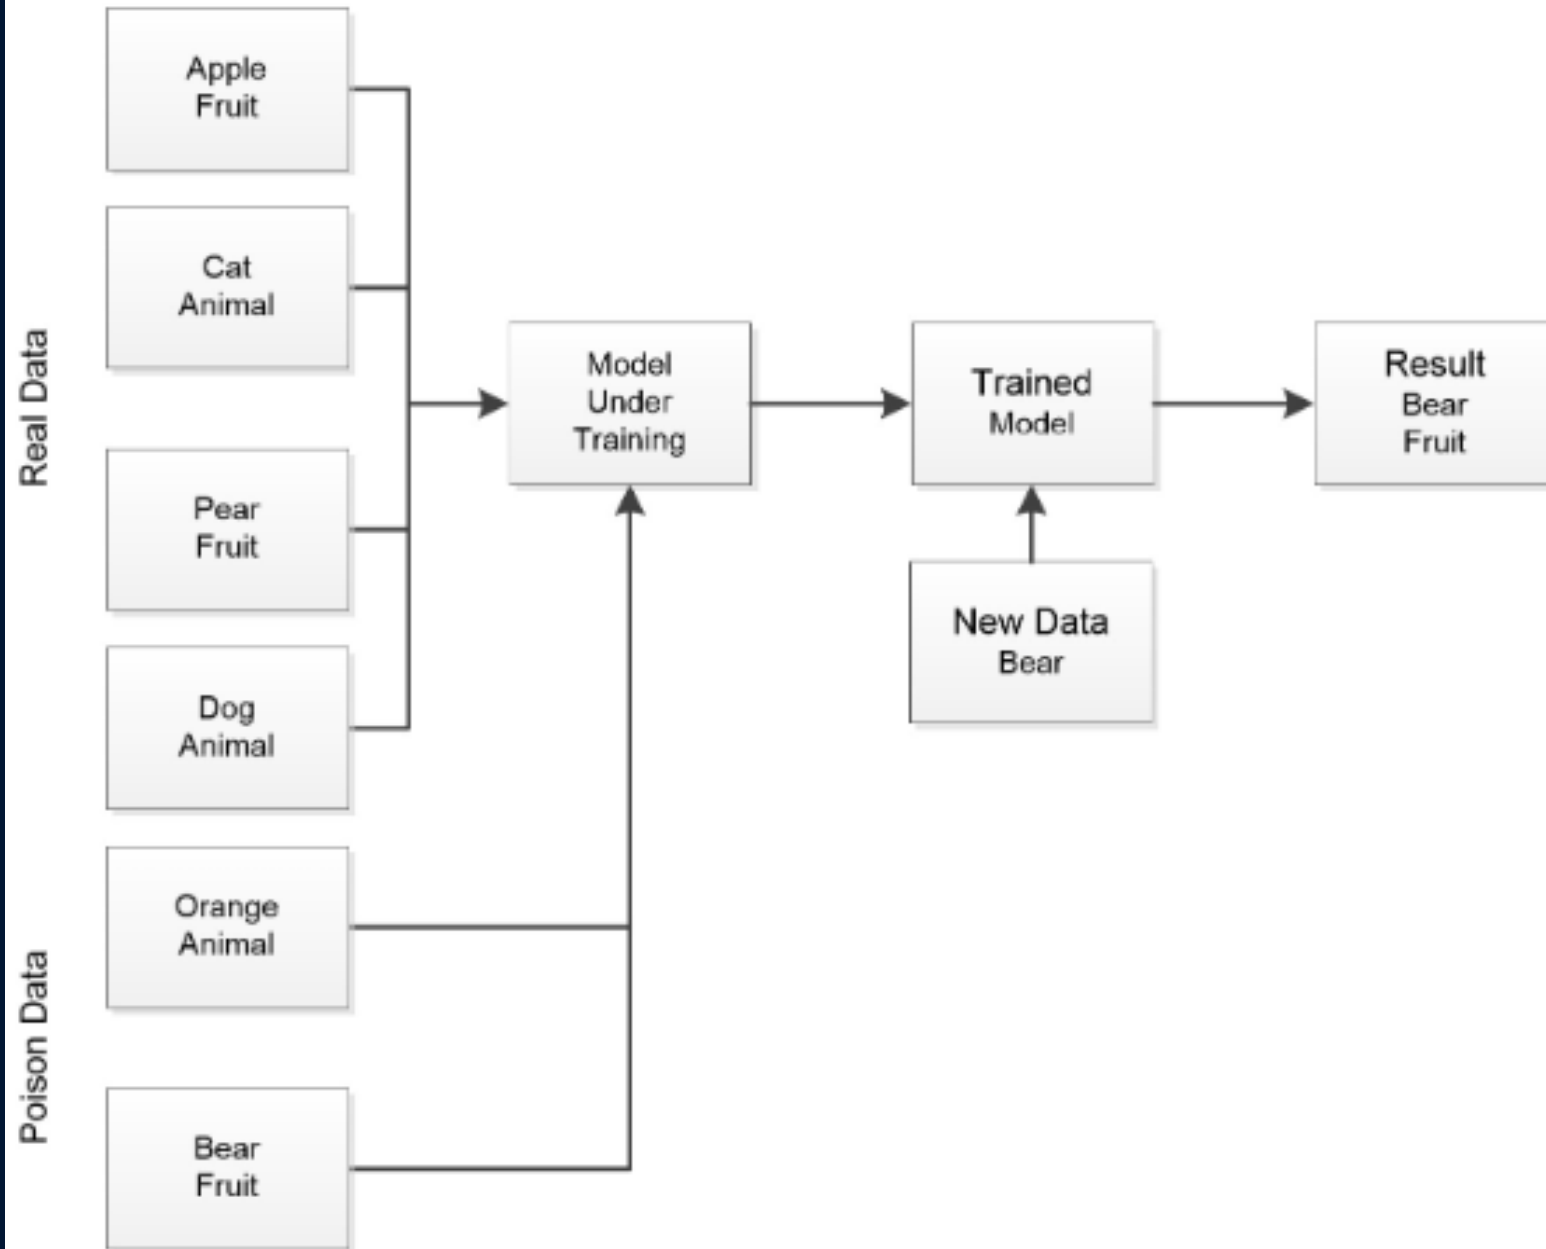 Real Data
Apple
Fruit
Cat
Animal
Pear
Fruit
Dog
Animal
Poison Data
Orange
Animal
Bear
Fruit
Model
Under
Training
Trained
Model
New Data
Bear
Result
Bear
Fruit